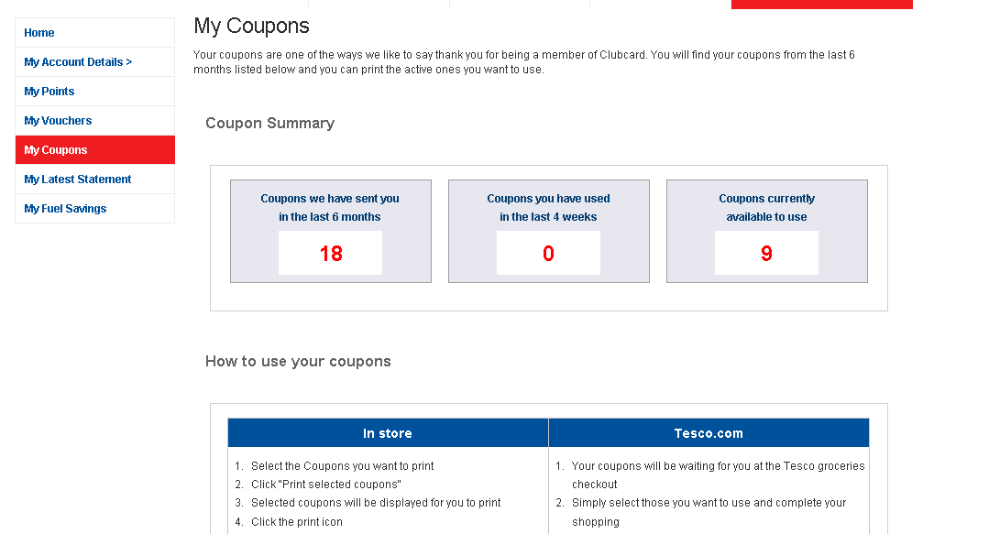 Home
My Account Details >
My Points
My Vouchers
My Coupons
My Latest Statement
My Fuel Savings
My Coupons
Your coupons are one of the ways we like to say thank you for being a member of Clubcard. You will find your coupons from the last 6
months listed below and you can print the active ones you want to use.
Coupon Summary
Coupons we have sent you
in the last 6 months
18
Coupons you have used
in the last 4 weeks
0
Coupons currently
available to use
9
How to use your coupons
In store
1. Select the Coupons you want to print
2. Click "Print selected coupons"
3. Selected coupons will be displayed for you to print
4. Click the print icon
Tesco.com
1. Your coupons will be waiting for you at the Tesco groceries
checkout
2. Simply select those you want to use and complete your
shopping